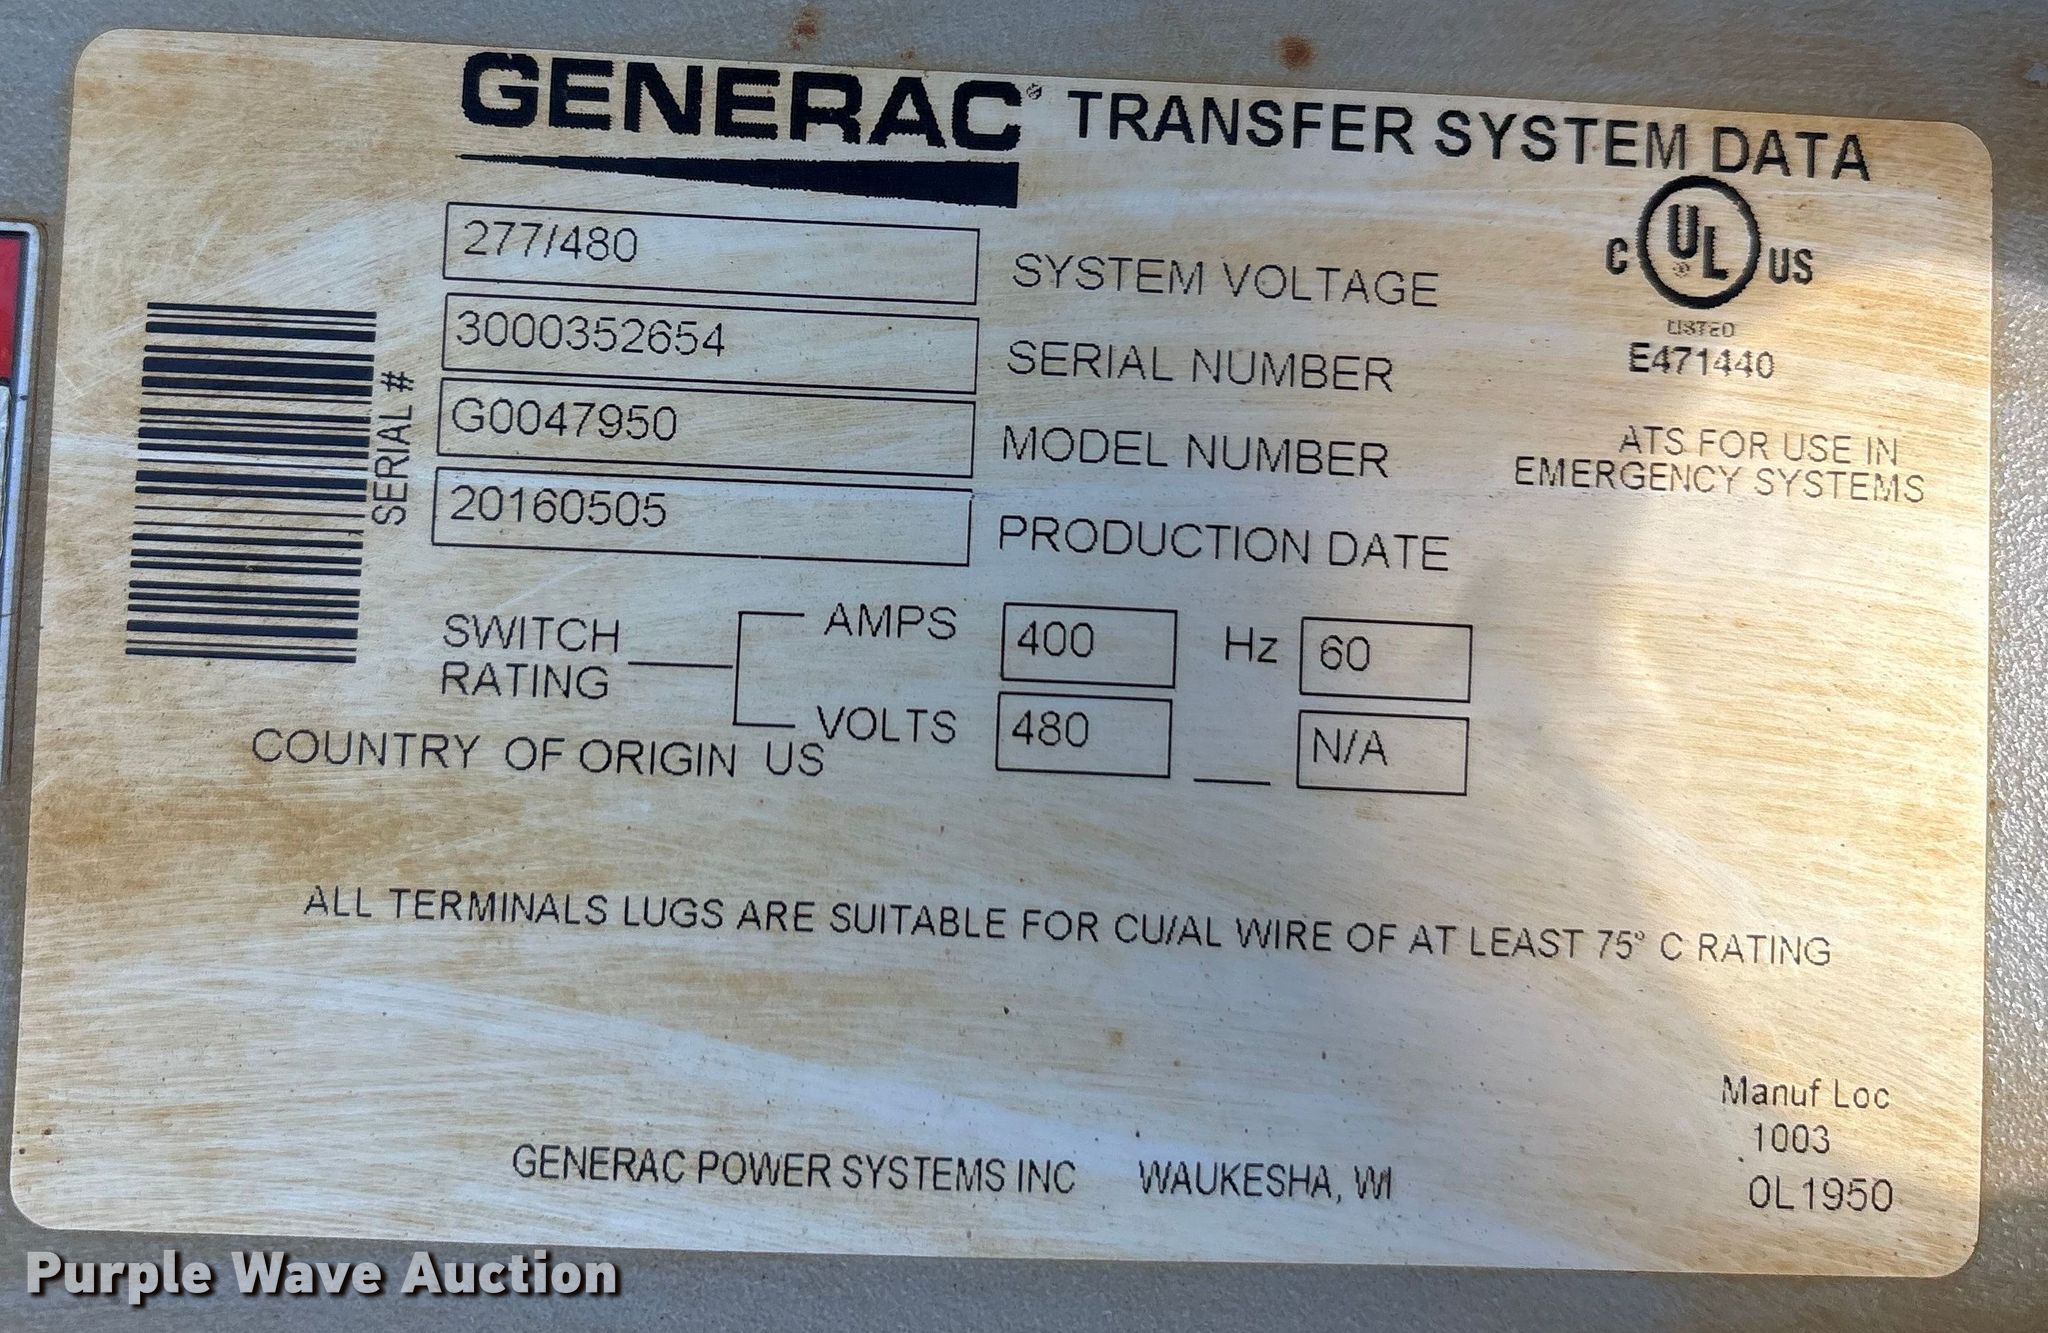 GENERAC® TRANSFER SYSTEM DATA
277/480 SYSTEM VOLTAGE
3000352654 SERIAL NUMBER
G0047950 MODEL NUMBER
20160505 PRODUCTION DATE
SERIAL #
C UL® US
LISTED
E471440
ATS FOR USE IN
EMERGENCY SYSTEMS
SWITCH
RATING
AMPS 400 Hz 60
VOLTS 480 __ N/A
COUNTRY OF ORIGIN US
ALL TERMINALS LUGS ARE SUITABLE FOR CU/AL WIRE OF AT LEAST 75° C RATING
Manuf Loc
1003
0L1950
GENERAC POWER SYSTEMS INC WAUKESHA, WI
Purple Wave Auction